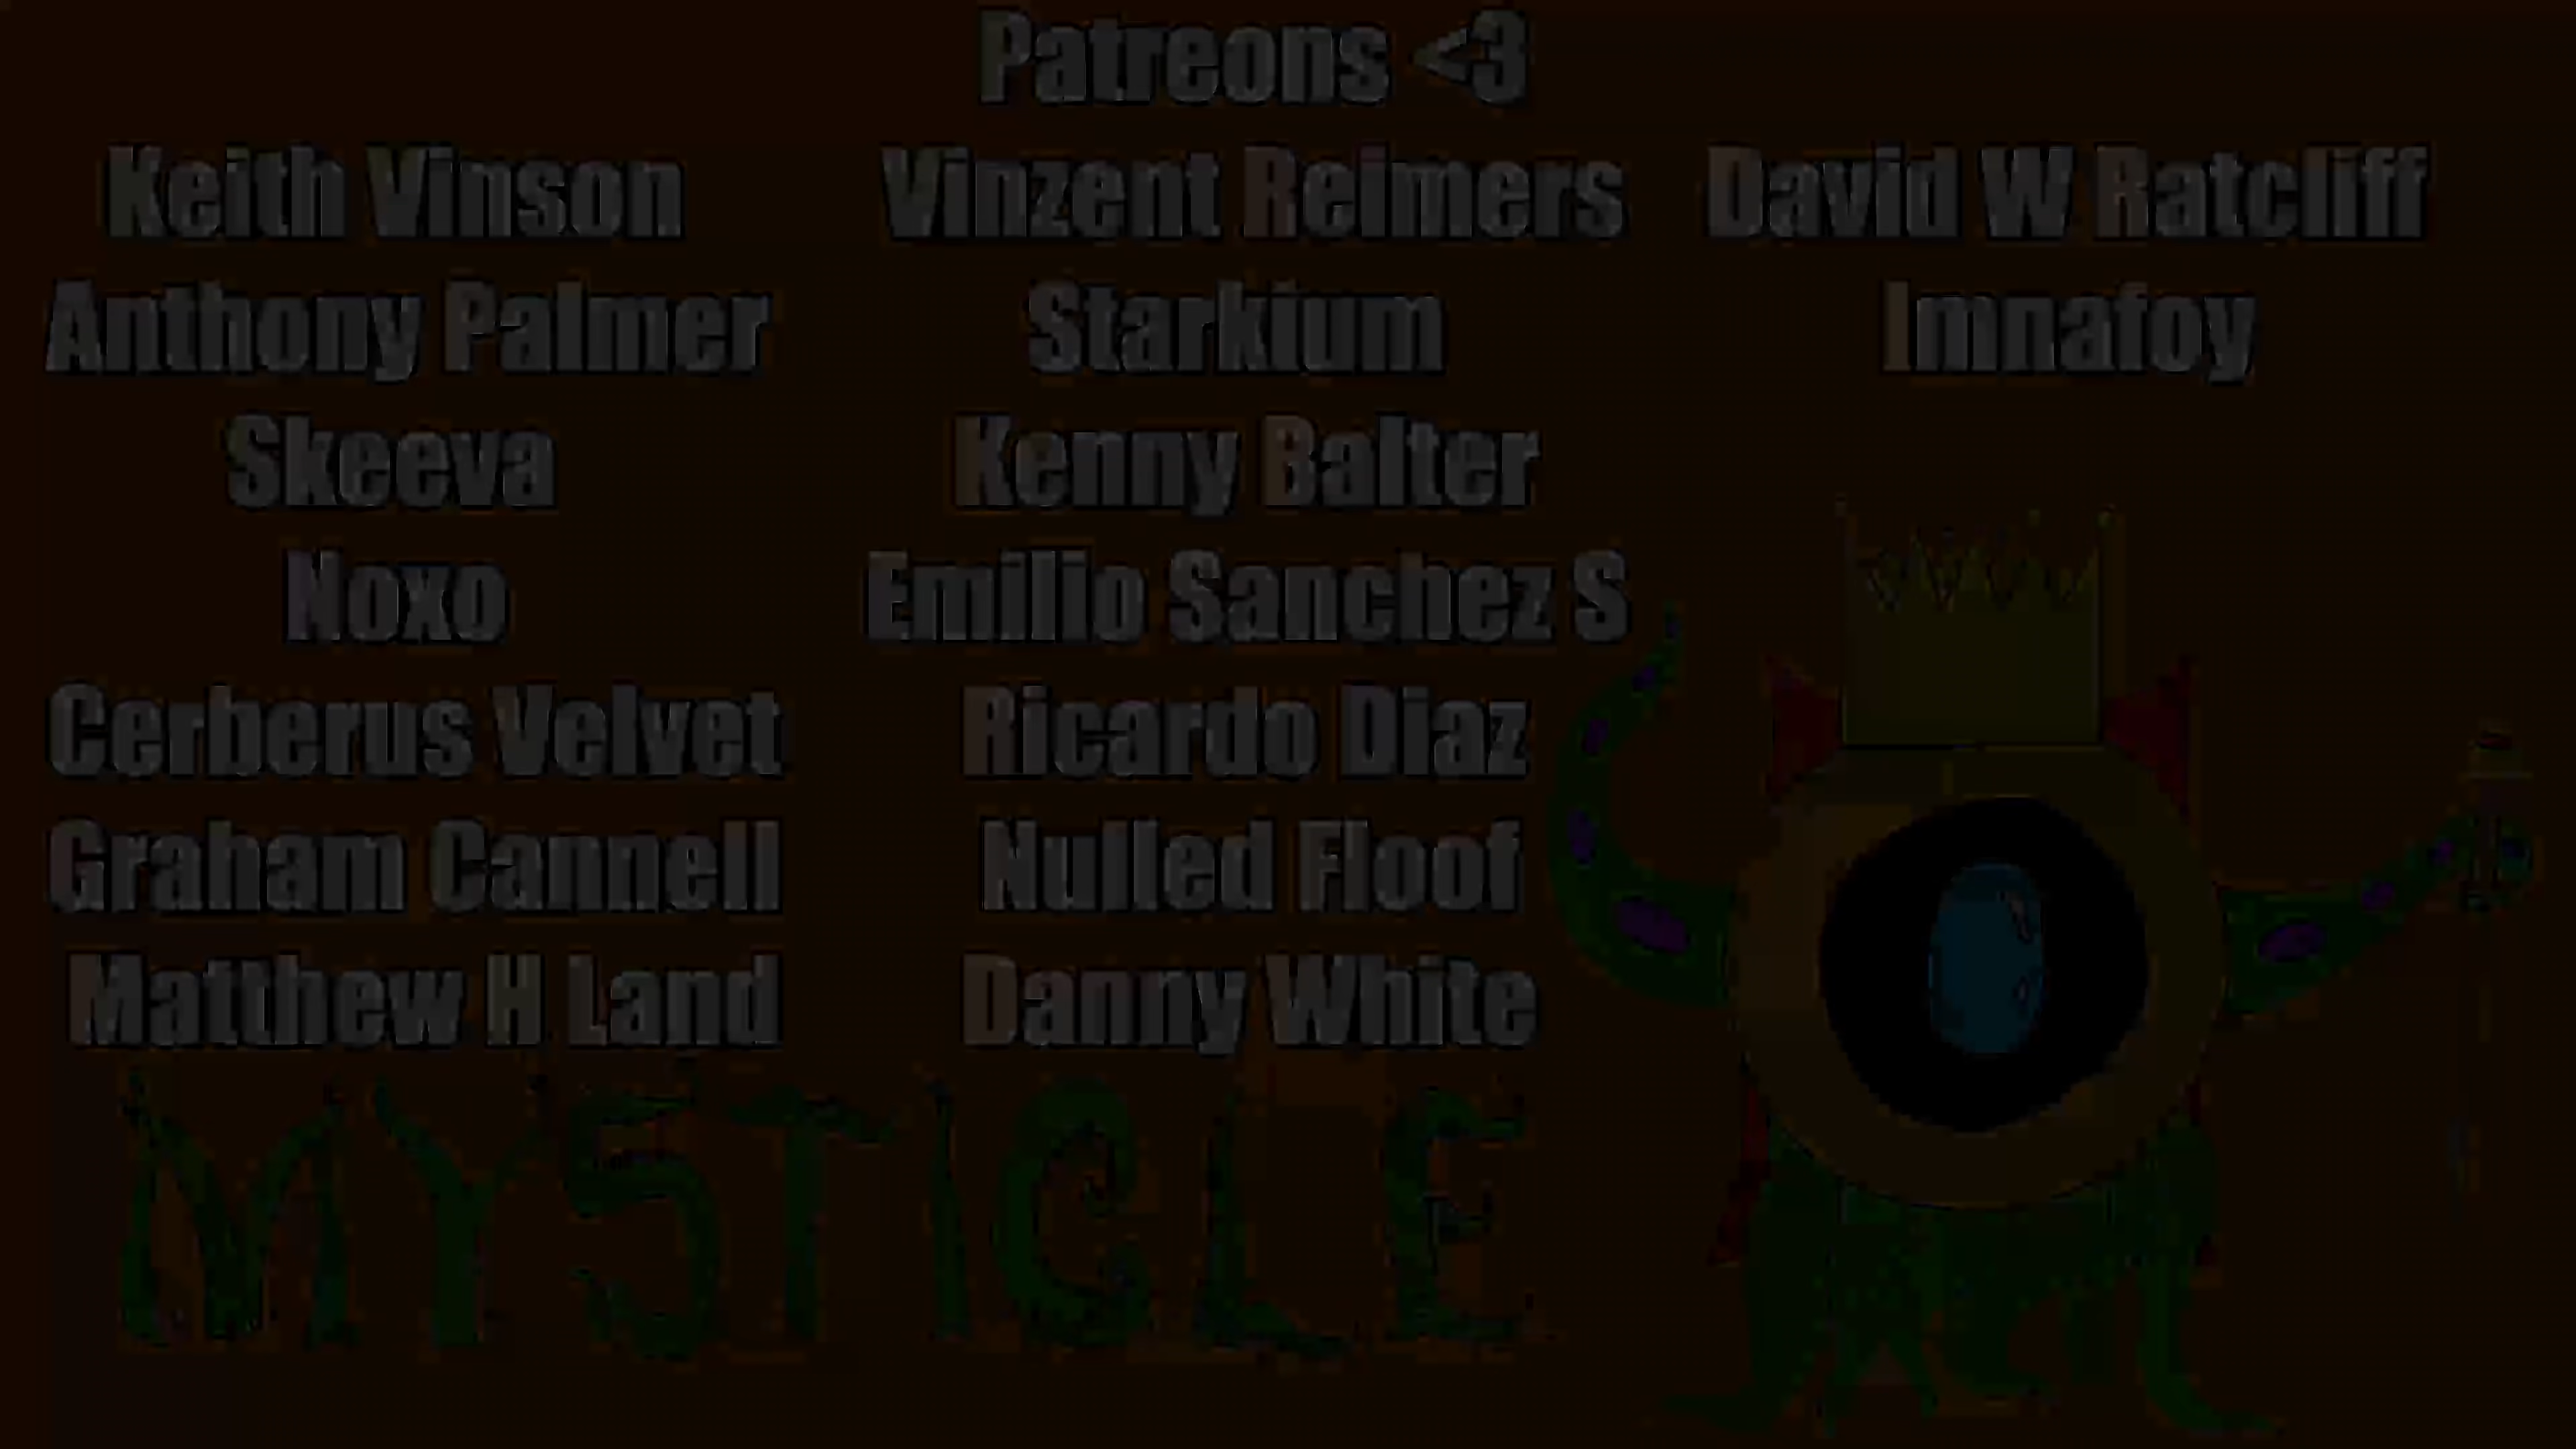 Patreons <3
Keith Vinson Vinzent Reimers David W Ratcliff
Anthony Palmer Starkium Imnafoy
Skeeva Kenny Balter
Noxo Emilio Sanchez S
Cerberus Velvet Ricardo Diaz
Graham Cannell Nulled Floof
Matthew H Land Danny White
MYSTICLE